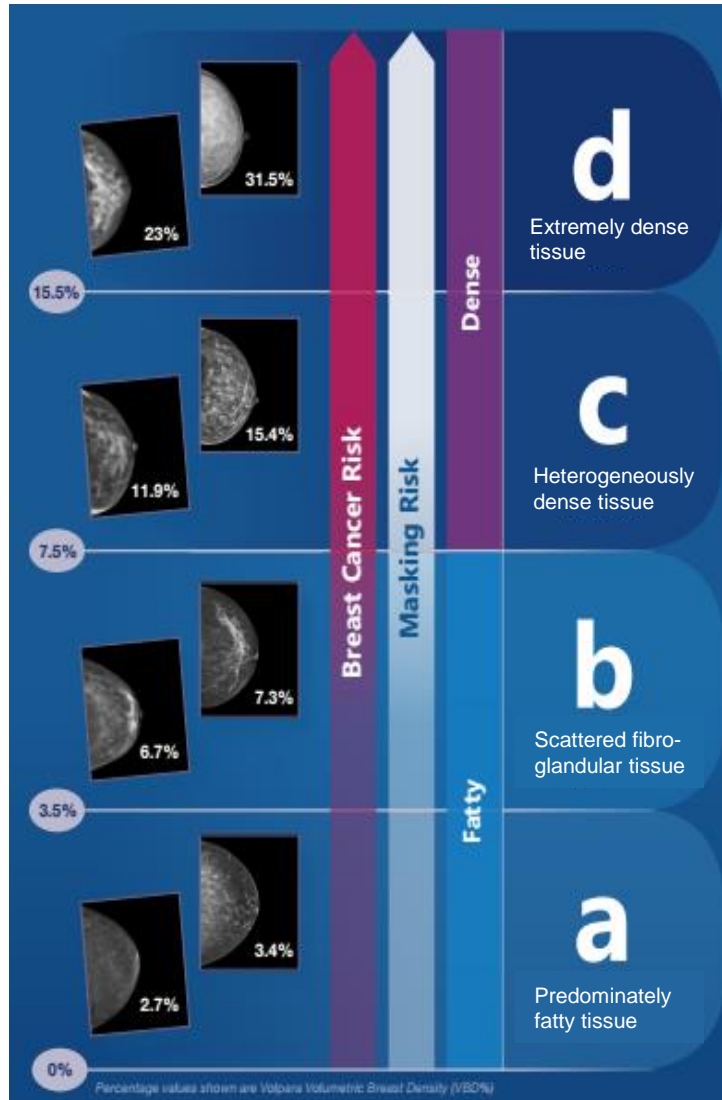 31.5%
23%
d
Extremely dense
tissue
15.5%
15.4%
11.9%
c
Heterogeneously
dense tissue
7.5%
Breast Cancer Risk
Masking Risk
Dense
7.3%
6.7%
b
Scattered fibro-
glandular tissue
3.5%
Fatty
3.4%
2.7%
a
Predominately
fatty tissue
0%
Percentage values shown are Volpara Volumetric Breast Density (VBD%)